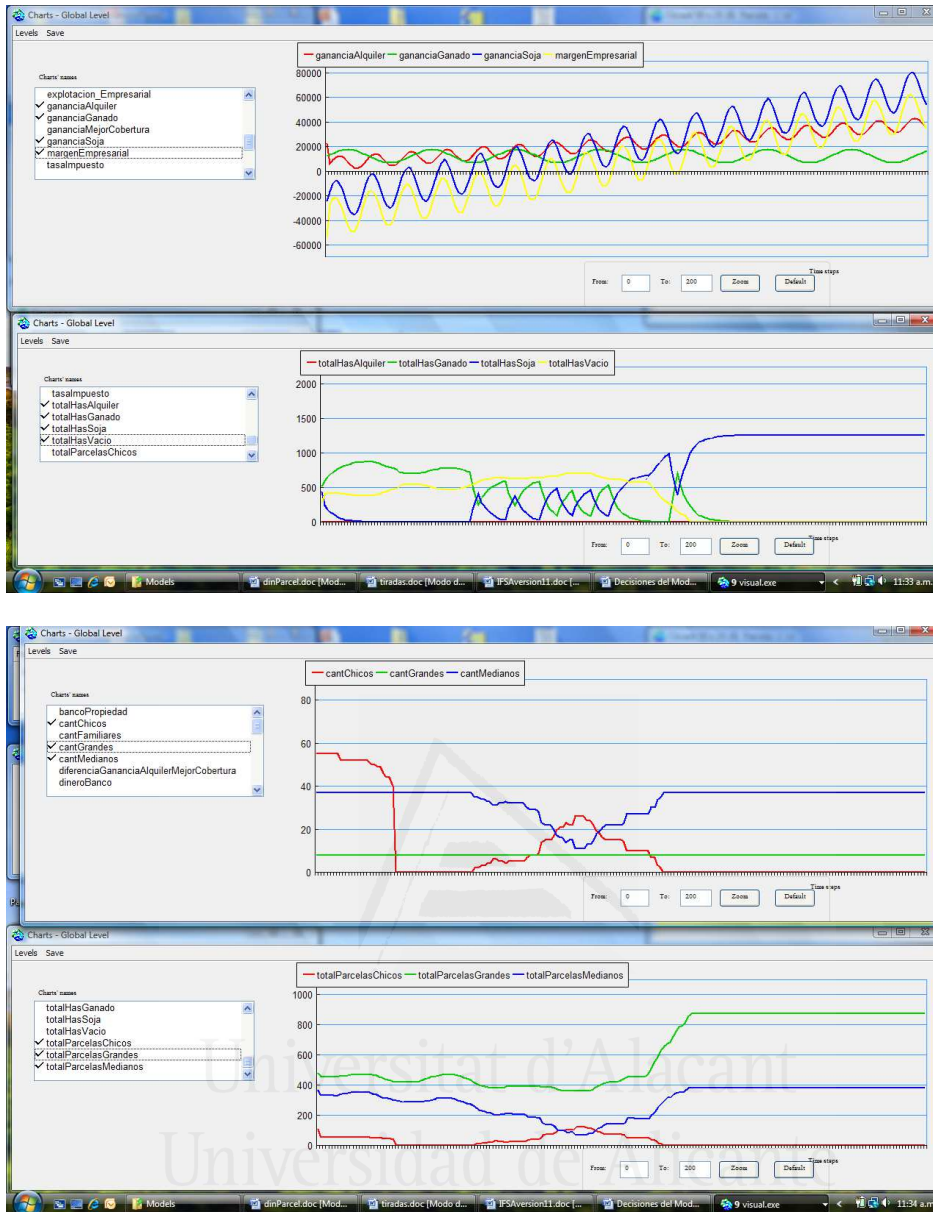 Charts - Global Level
Levels Save
gananciaAlquiler gananciaGanado gananciaSoja margenEmpresarial
Charts' names
explotacion_Empresarial
gananciaAlquiler
gananciaGanado
gananciaMejorCobertura
gananciaSoja
margenEmpresarial
tasaImpuesto
80000
60000
40000
20000
0
-20000
-40000
-60000
Time steps
From: 0 To: 200 Zoom Default
Charts - Global Level
Levels Save
totalHasAlquiler totalHasGanado totalHasSoja totalHasVacio
Charts' names
tasaImpuesto
totalHasAlquiler
totalHasGanado
totalHasSoja
totalHasVacio
totalParcelasChicos
2000
1500
1000
500
0
Time steps
From: 0 To: 200 Zoom Default
Models dinParcel.doc [Mod... tiradas.doc [Modo d... IFSAversion11.doc [... Decisiones del Mod... 9 visual.exe 11:33 a.m.
Charts - Global Level
Levels Save
cantChicos cantGrandes cantMedianos
Charts' names
bancoPropiedad
cantChicos
cantFamiliares
cantGrandes
cantMedianos
diferenciaGananciaAlquilerMejorCobertura
dineroBanco
80
60
40
20
0
Time steps
From: 0 To: 200 Zoom Default
Charts - Global Level
Levels Save
totalParcelasChicos totalParcelasGrandes totalParcelasMedianos
Charts' names
totalHasGanado
totalHasSoja
totalHasVacio
totalParcelasChicos
totalParcelasGrandes
totalParcelasMedianos
1000
800
600
400
200
0
Time steps
From: 0 To: 200 Zoom Default
Universitat d'Alacant
Universidad de Alicante
Models dinParcel.doc [Mod... tiradas.doc [Modo d... IFSAversion11.doc [... Decisiones del Mod... 9 visual.exe 11:34 a.m